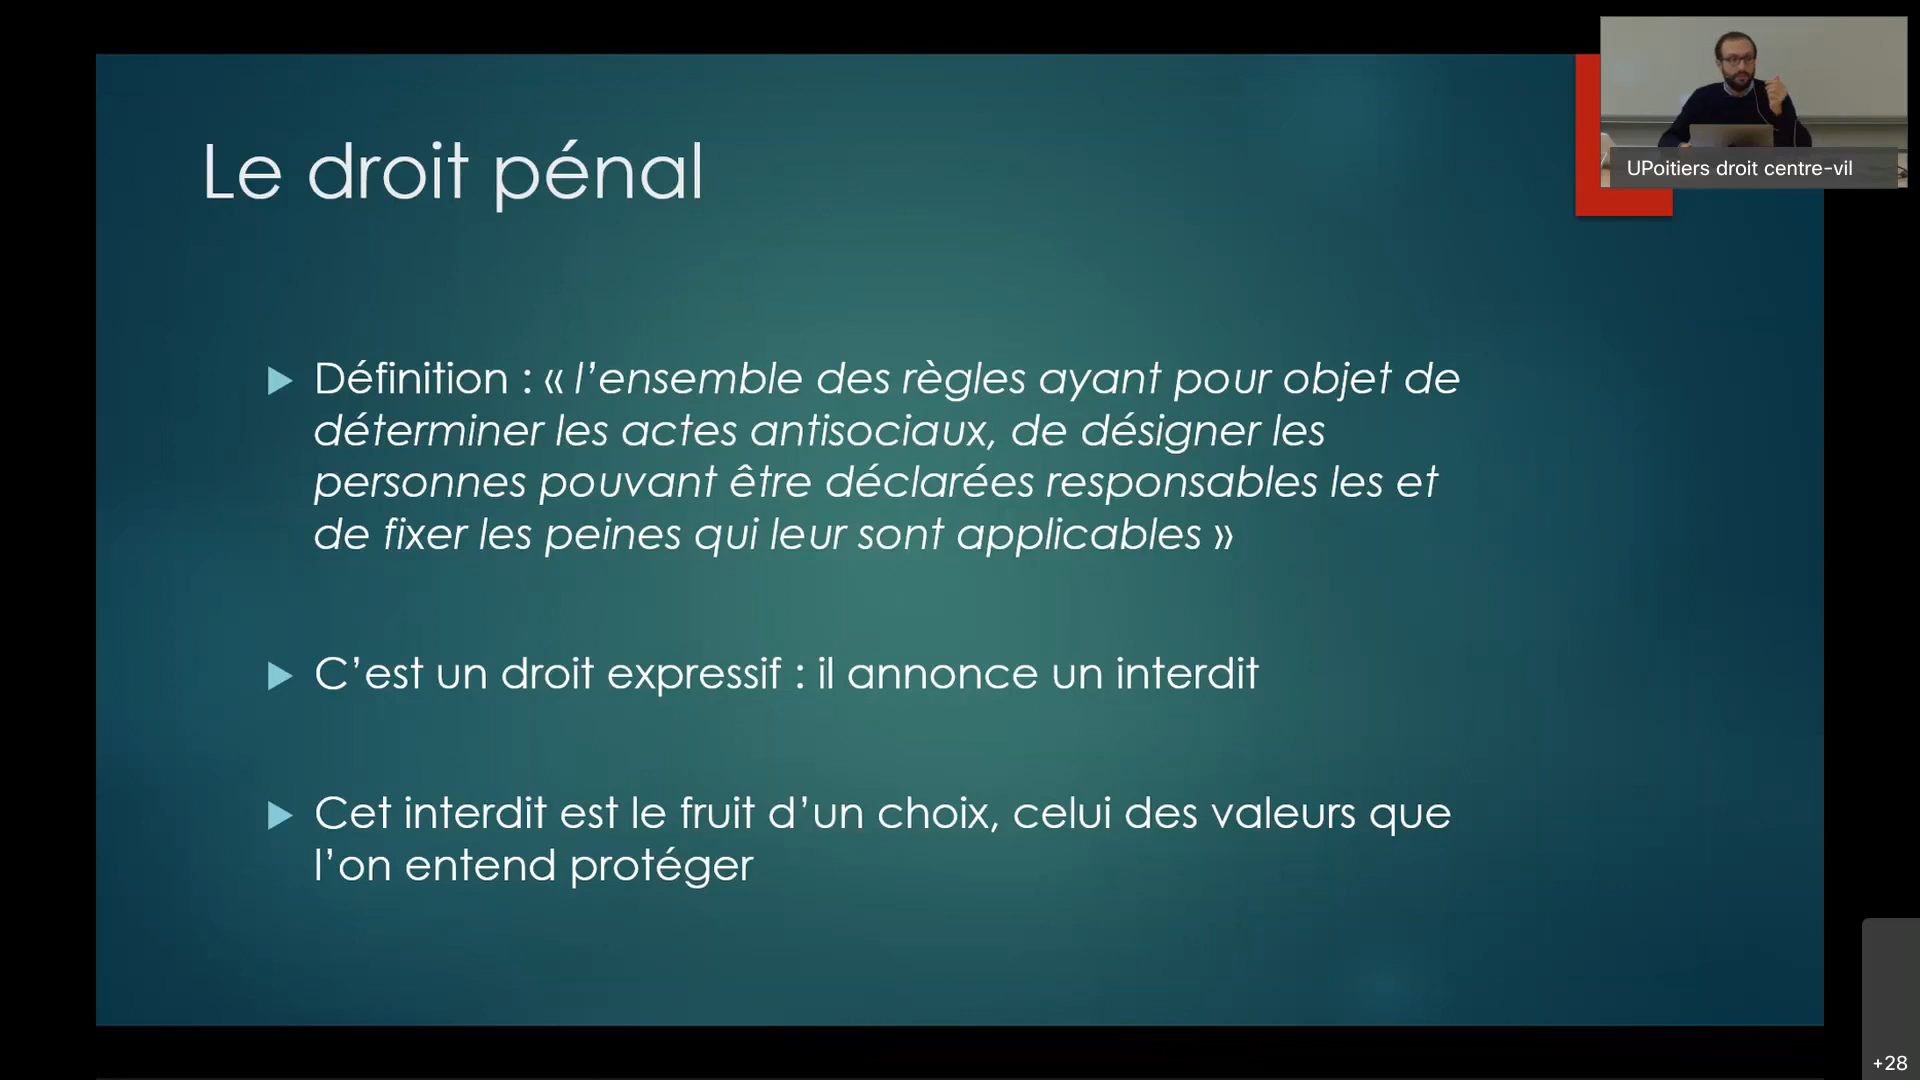 UPoitiers droit centre-vil
Le droit pénal
Définition : « l’ensemble des règles ayant pour objet de
déterminer les actes antisociaux, de désigner les
personnes pouvant être déclarées responsables les et
de fixer les peines qui leur sont applicables »
C’est un droit expressif : il annonce un interdit
Cet interdit est le fruit d’un choix, celui des valeurs que
l’on entend protéger
+28